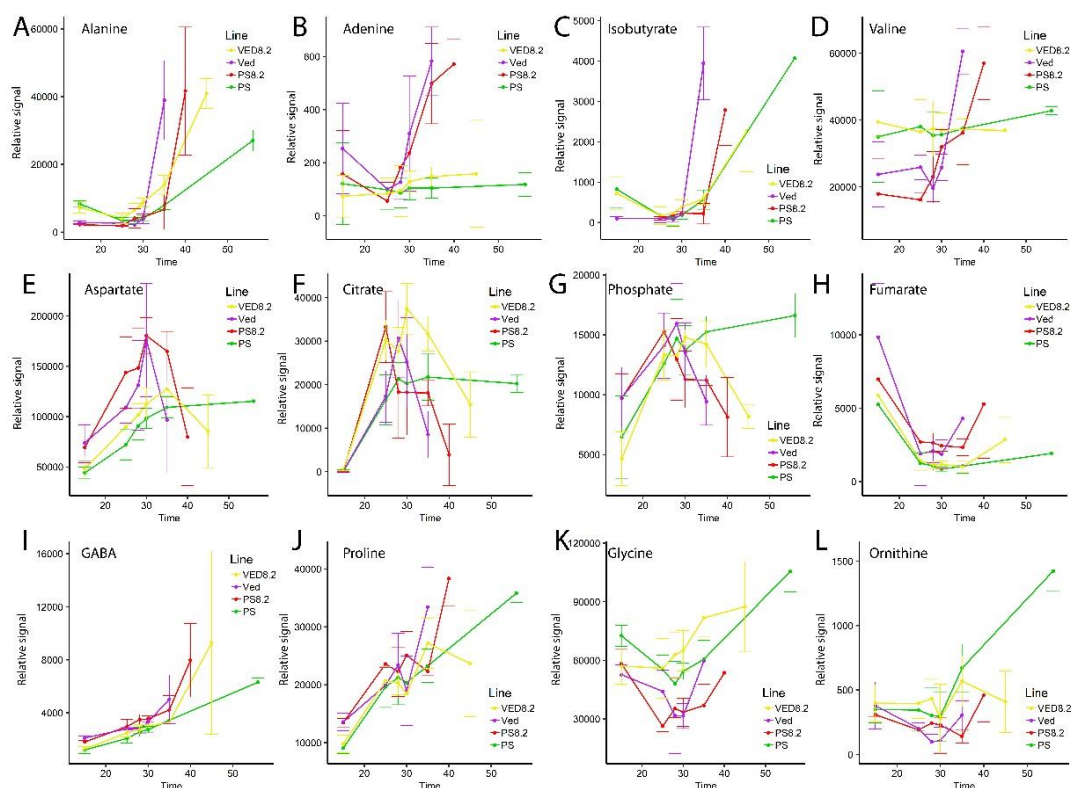 A
Alanine
Relative signal
60000
40000
20000
0
20 30 40 50
Time
Line
VED8.2
Ved
PS8.2
PS
B
Adenine
Relative signal
600
400
200
0
20 30 40 50
Time
Line
VED8.2
Ved
PS8.2
PS
C
Isobutyrate
Relative signal
5000
4000
3000
2000
1000
0
20 30 40 50
Time
Line
VED8.2
Ved
PS8.2
PS
D
Valine
Relative signal
60000
40000
20000
20 30 40 50
Time
Line
VED8.2
Ved
PS8.2
PS
E
Aspartate
Relative signal
200000
150000
100000
50000
20 30 40 50
Time
Line
VED8.2
Ved
PS8.2
PS
F
Citrate
Relative signal
40000
30000
20000
10000
0
20 30 40 50
Time
Line
VED8.2
Ved
PS8.2
PS
G
Phosphate
Relative signal
20000
15000
10000
5000
20 30 40 50
Time
Line
VED8.2
Ved
PS8.2
PS
H
Fumarate
Relative signal
10000
5000
0
20 30 40 50
Time
Line
VED8.2
Ved
PS8.2
PS
I
GABA
Relative signal
16000
12000
8000
4000
20 30 40 50
Time
Line
VED8.2
Ved
PS8.2
PS
J
Proline
Relative signal
40000
30000
20000
10000
20 30 40 50
Time
Line
VED8.2
Ved
PS8.2
PS
K
Glycine
Relative signal
120000
90000
60000
30000
20 30 40 50
Time
Line
VED8.2
Ved
PS8.2
PS
L
Ornithine
Relative signal
1500
1000
500
0
20 30 40 50
Time
Line
VED8.2
Ved
PS8.2
PS